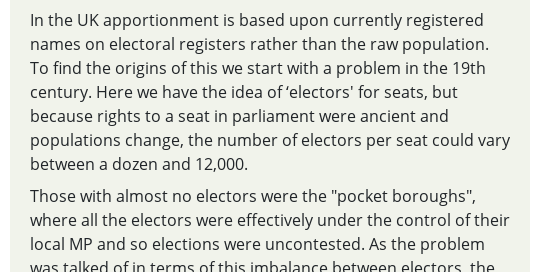 In the UK apportionment is based upon currently registered
names on electoral registers rather than the raw population.
To find the origins of this we start with a problem in the 19th
century. Here we have the idea of ‘electors' for seats, but
because rights to a seat in parliament were ancient and
populations change, the number of electors per seat could vary
between a dozen and 12,000.
Those with almost no electors were the "pocket boroughs",
where all the electors were effectively under the control of their
local MP and so elections were uncontested. As the problem
was talked of in terms of this imbalance between electors, the